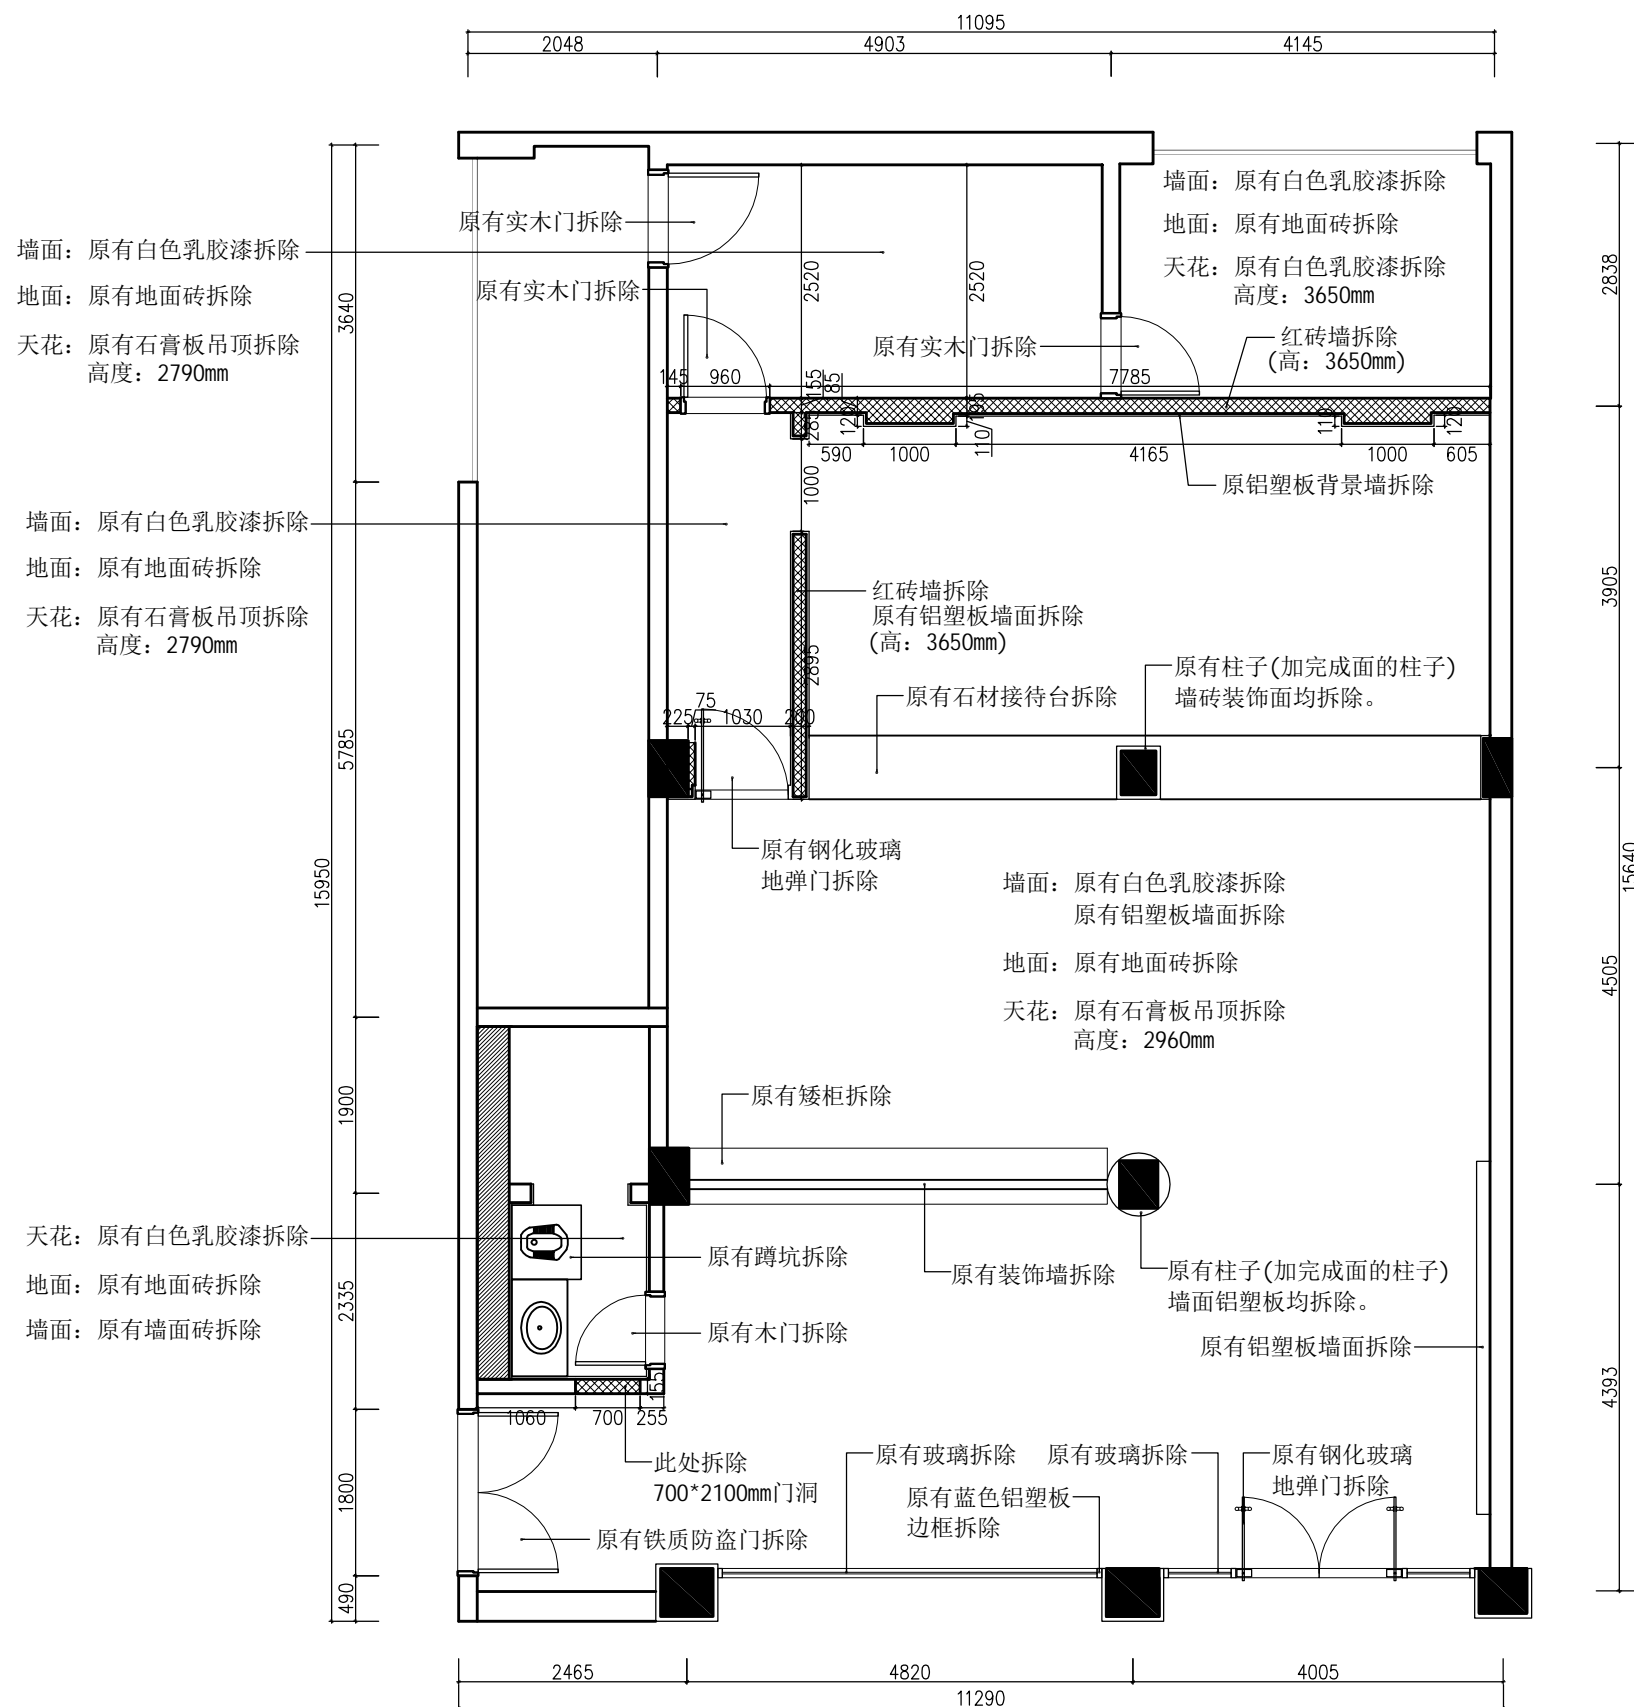 11095
2048
4903
4145
墙面：原有白色乳胶漆拆除
地面：原有地面砖拆除
天花：原有白色乳胶漆拆除
高度：3650mm
原有实木门拆除
墙面：原有白色乳胶漆拆除
地面：原有地面砖拆除
天花：原有石膏板吊顶拆除
高度：2790mm
3640
原有实木门拆除
2520
2520
2838
原有实木门拆除
红砖墙拆除
(高：3650mm)
145
960
155
85
7785
285
120
195
110
110
120
590
1000
4165
1000
605
1000
原铝塑板背景墙拆除
墙面：原有白色乳胶漆拆除
地面：原有地面砖拆除
天花：原有石膏板吊顶拆除
高度：2790mm
红砖墙拆除
原有铝塑板墙面拆除
(高：3650mm)
2895
3905
原有石材接待台拆除
原有柱子(加完成面的柱子)
墙砖装饰面均拆除。
75
225
1030
200
5785
15950
15640
原有钢化玻璃
地弹门拆除
墙面：原有白色乳胶漆拆除
原有铝塑板墙面拆除
地面：原有地面砖拆除
天花：原有石膏板吊顶拆除
高度：2960mm
4505
1900
原有矮柜拆除
天花：原有白色乳胶漆拆除
地面：原有地面砖拆除
墙面：原有墙面砖拆除
2335
原有蹲坑拆除
原有装饰墙拆除
原有柱子(加完成面的柱子)
墙面铝塑板均拆除。
原有木门拆除
原有铝塑板墙面拆除
4393
155
1060
700
255
此处拆除
700*2100mm门洞
原有玻璃拆除
原有玻璃拆除
原有钢化玻璃
地弹门拆除
原有蓝色铝塑板
边框拆除
1800
原有铁质防盗门拆除
490
2465
4820
4005
11290